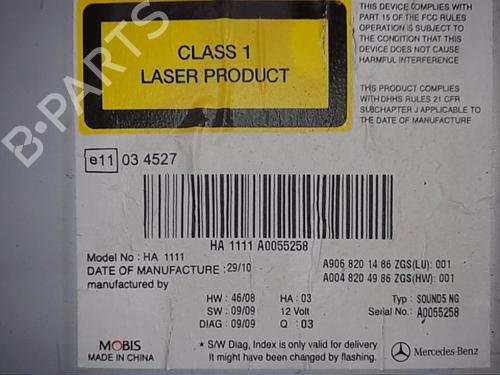 CLASS 1
LASER PRODUCT
THIS DEVICE COMPLIES WITH
PART 15 OF THE FCC RULES
OPERATION IS SUBJECT TO
THE CONDITION THAT THIS
DEVICE DOES NOT CAUSE
HARMFUL INTERFERENCE
THIS PRODUCT COMPLIES
WITH DHHS RULES 21 CFR
SUBCHAPTER J APPLICABLE TO
THE DATE OF MANUFACTURE
B-PARTS
e11 03 4527
HA 1111 A0055258
Model No : HA 1111
DATE OF MANUFACTURE : 29/10
manufactured by
A906 820 14 86 ZGS(LU): 001
A004 820 49 86 ZGS(HW): 001
HW : 46/08 HA : 03
SW : 09/09 12 Volt
DIAG : 09/09 Q : 03
Typ : SOUND5 NG
Serial No.: A0055258
MOBIS
MADE IN CHINA
* S/W Diag, Index is only valid for delivery
It might have been changed by flashing.
Mercedes-Benz